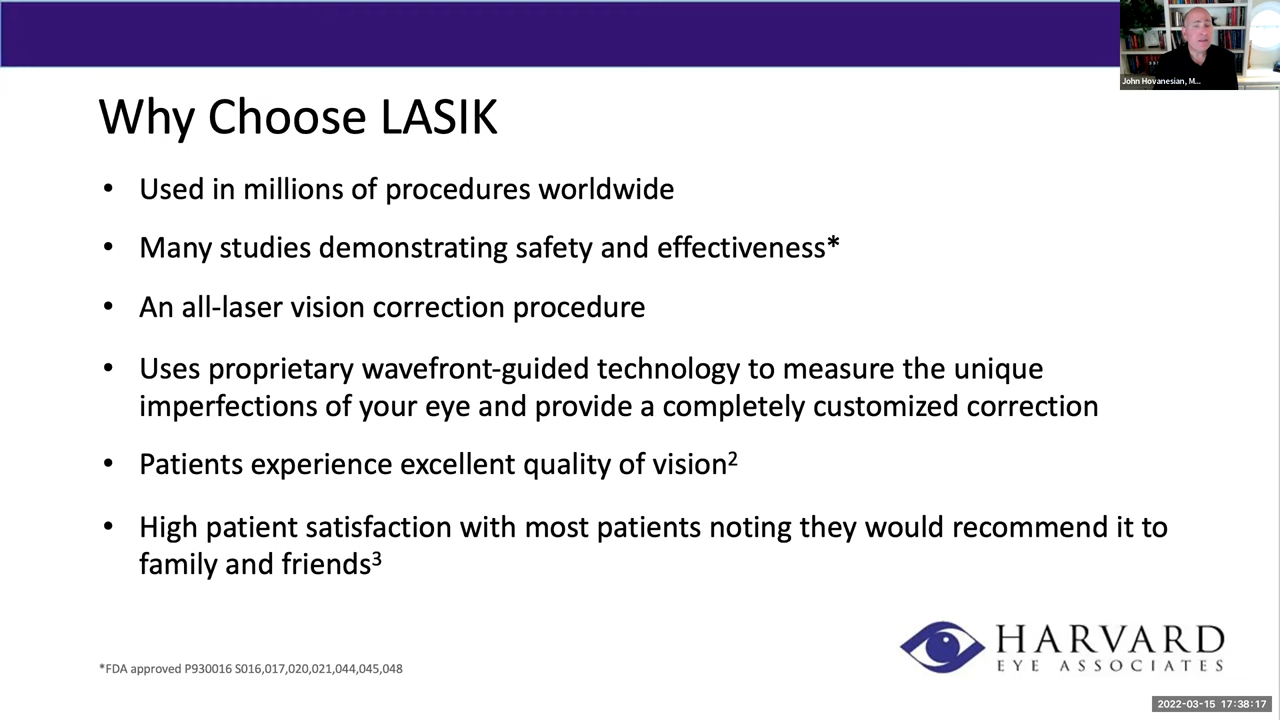 John Hovanesian, M...
Why Choose LASIK
• Used in millions of procedures worldwide
• Many studies demonstrating safety and effectiveness*
• An all-laser vision correction procedure
• Uses proprietary wavefront-guided technology to measure the unique
imperfections of your eye and provide a completely customized correction
• Patients experience excellent quality of vision²
• High patient satisfaction with most patients noting they would recommend it to
family and friends³
HARVARD
EYE ASSOCIATES
*FDA approved P930016 S016,017,020,021,044,045,048
2022-03-15 17:38:17